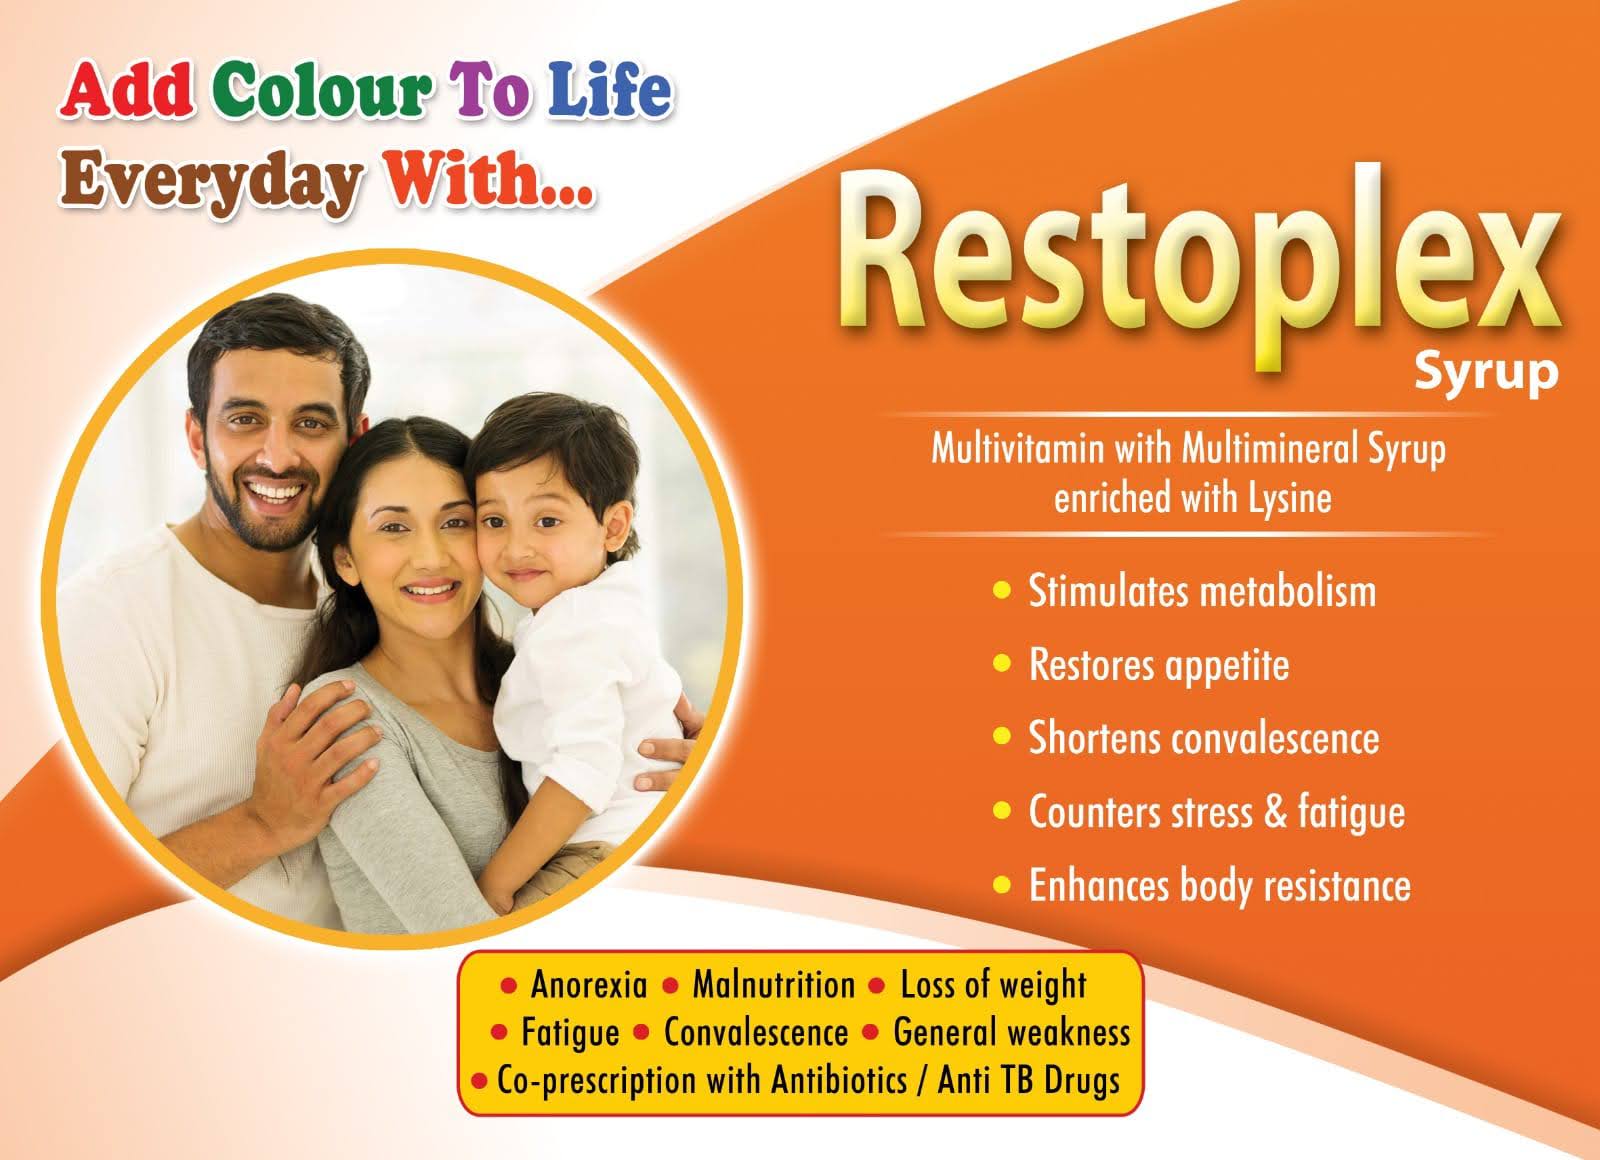 Add Colour To Life
Everyday With...
Restoplex
Syrup
Multivitamin with Multimineral Syrup
enriched with Lysine
• Stimulates metabolism
• Restores appetite
• Shortens convalescence
• Counters stress & fatigue
• Enhances body resistance
• Anorexia • Malnutrition • Loss of weight
• Fatigue • Convalescence • General weakness
• Co-prescription with Antibiotics / Anti TB Drugs